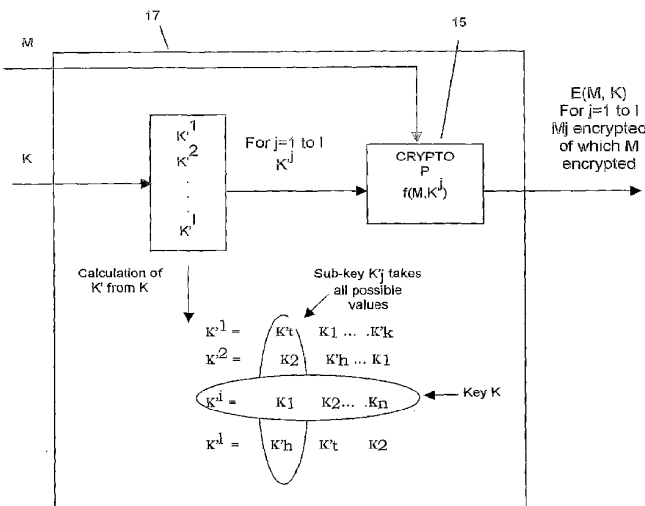 17
15
M
E(M, K)
For j=1 to l
Mj encrypted
of which M
encrypted
K'1
K'2
.
.
.
K'l
For j=1 to l
K'j
CRYPTO
P
f(M,K'j)
K
Calculation of
K' from K
Sub-key K'j takes
all possible
values
K'1 = K't K1 ... .K'k
K'2 = K2 K'h ... K1
K'i = K1 K2... .Kn
Key K
K'l = K'h K't K2